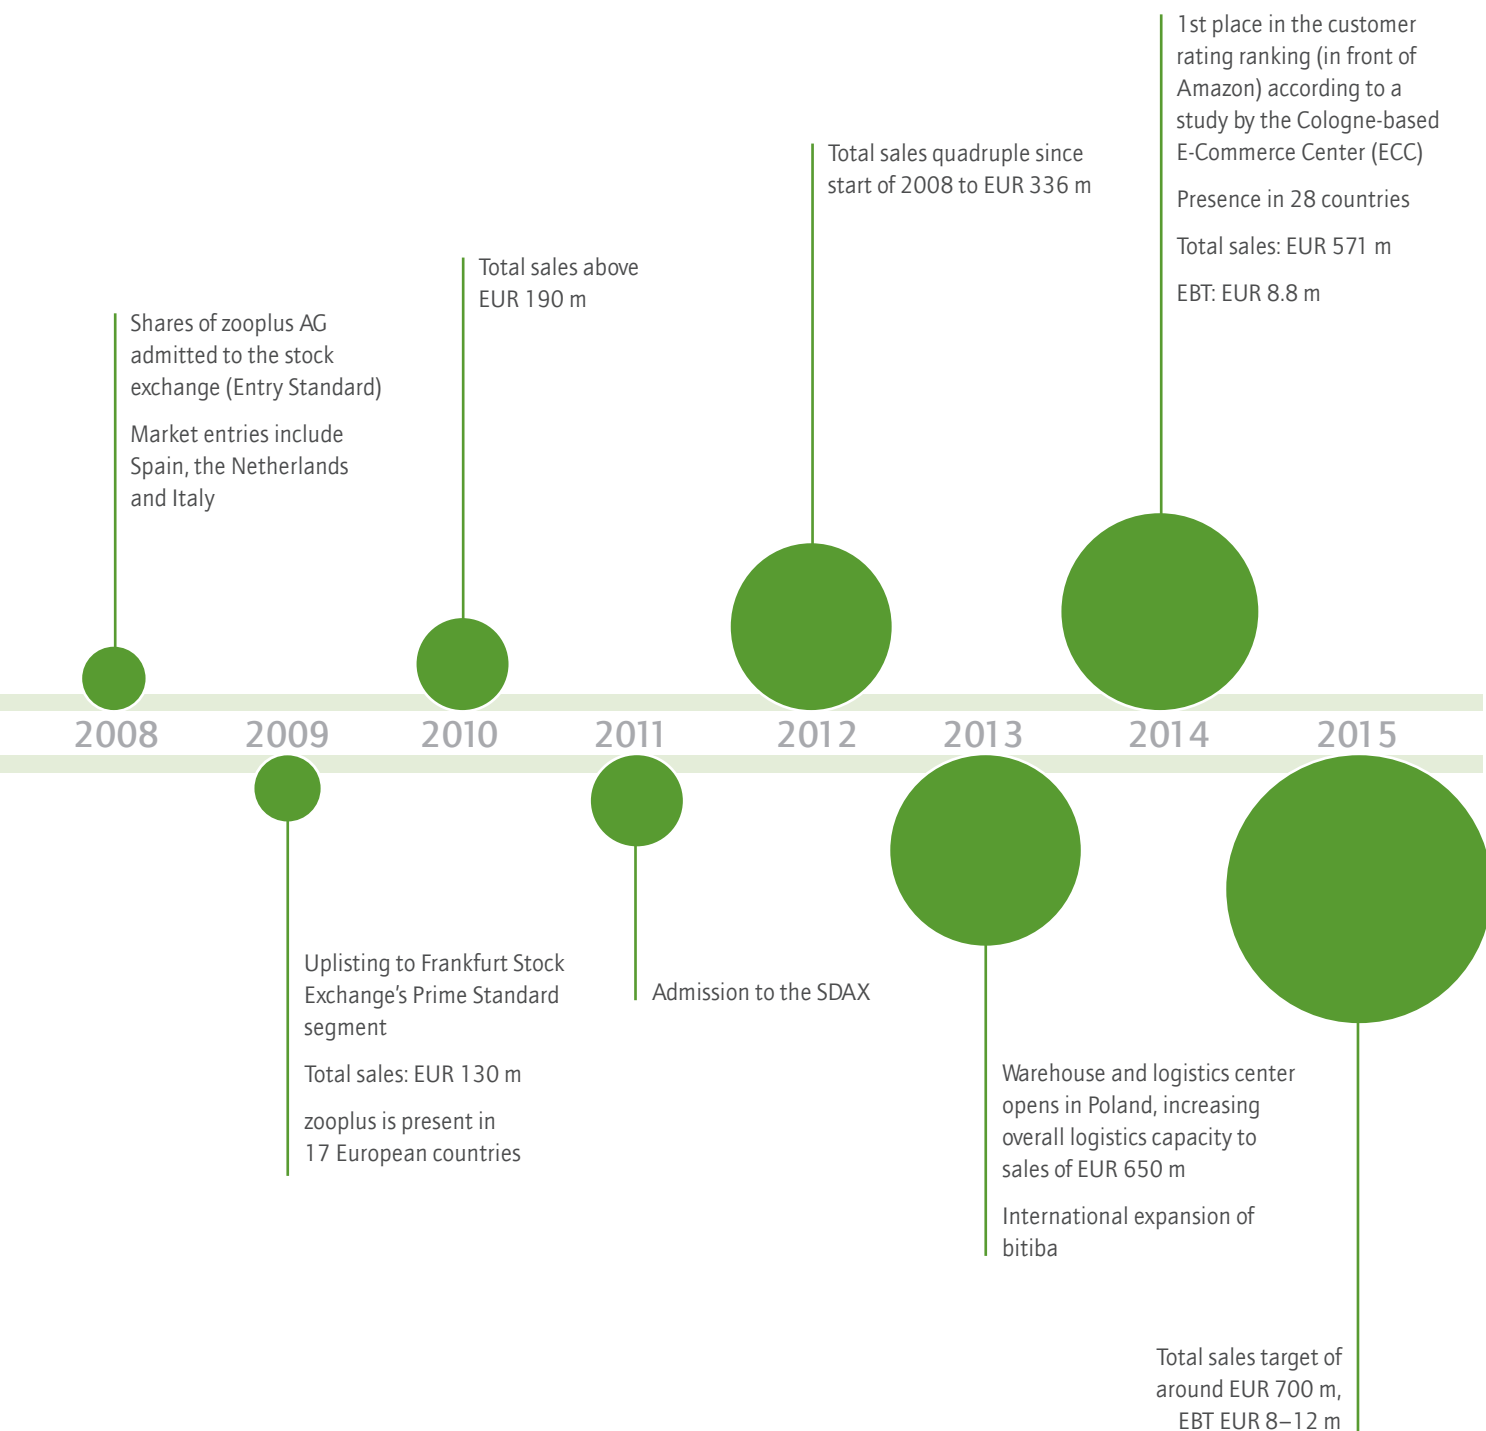 1st place in the customer
rating ranking (in front of
Amazon) according to a
study by the Cologne-based
E-Commerce Center (ECC)
Presence in 28 countries
Total sales: EUR 571 m
EBT: EUR 8.8 m
Total sales quadruple since
start of 2008 to EUR 336 m
Total sales above
EUR 190 m
Shares of zooplus AG
admitted to the stock
exchange (Entry Standard)
Market entries include
Spain, the Netherlands
and Italy
2008 2009 2010 2011 2012 2013 2014 2015
Uplisting to Frankfurt Stock
Exchange's Prime Standard
segment
Total sales: EUR 130 m
zooplus is present in
17 European countries
Admission to the SDAX
Warehouse and logistics center
opens in Poland, increasing
overall logistics capacity to
sales of EUR 650 m
International expansion of
bitiba
Total sales target of
around EUR 700 m,
EBT EUR 8–12 m